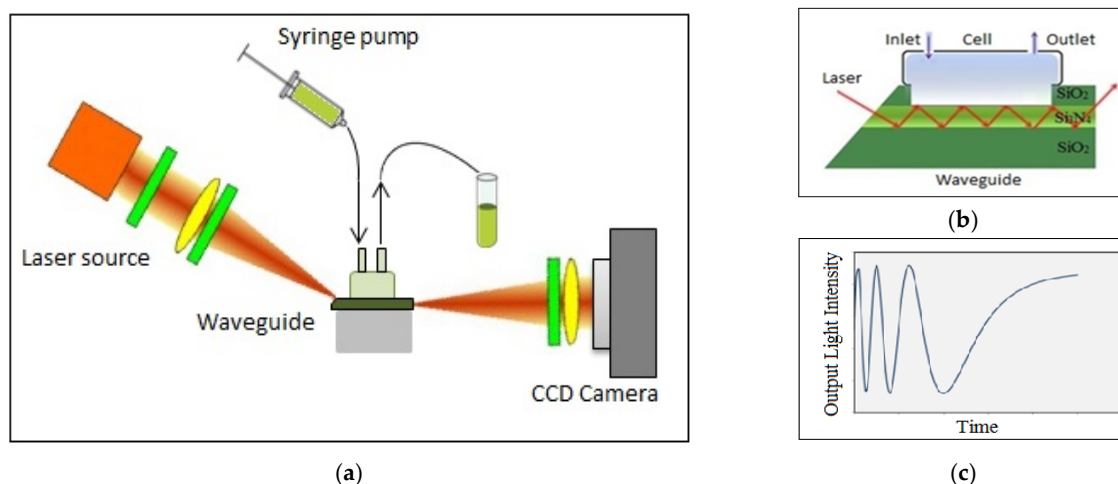 Syringe pump
Laser source
Waveguide
CCD Camera
(a)
Inlet Cell Outlet
Laser
SiO2
Si3N4
SiO2
Waveguide
(b)
Output Light Intensity
Time
(c)